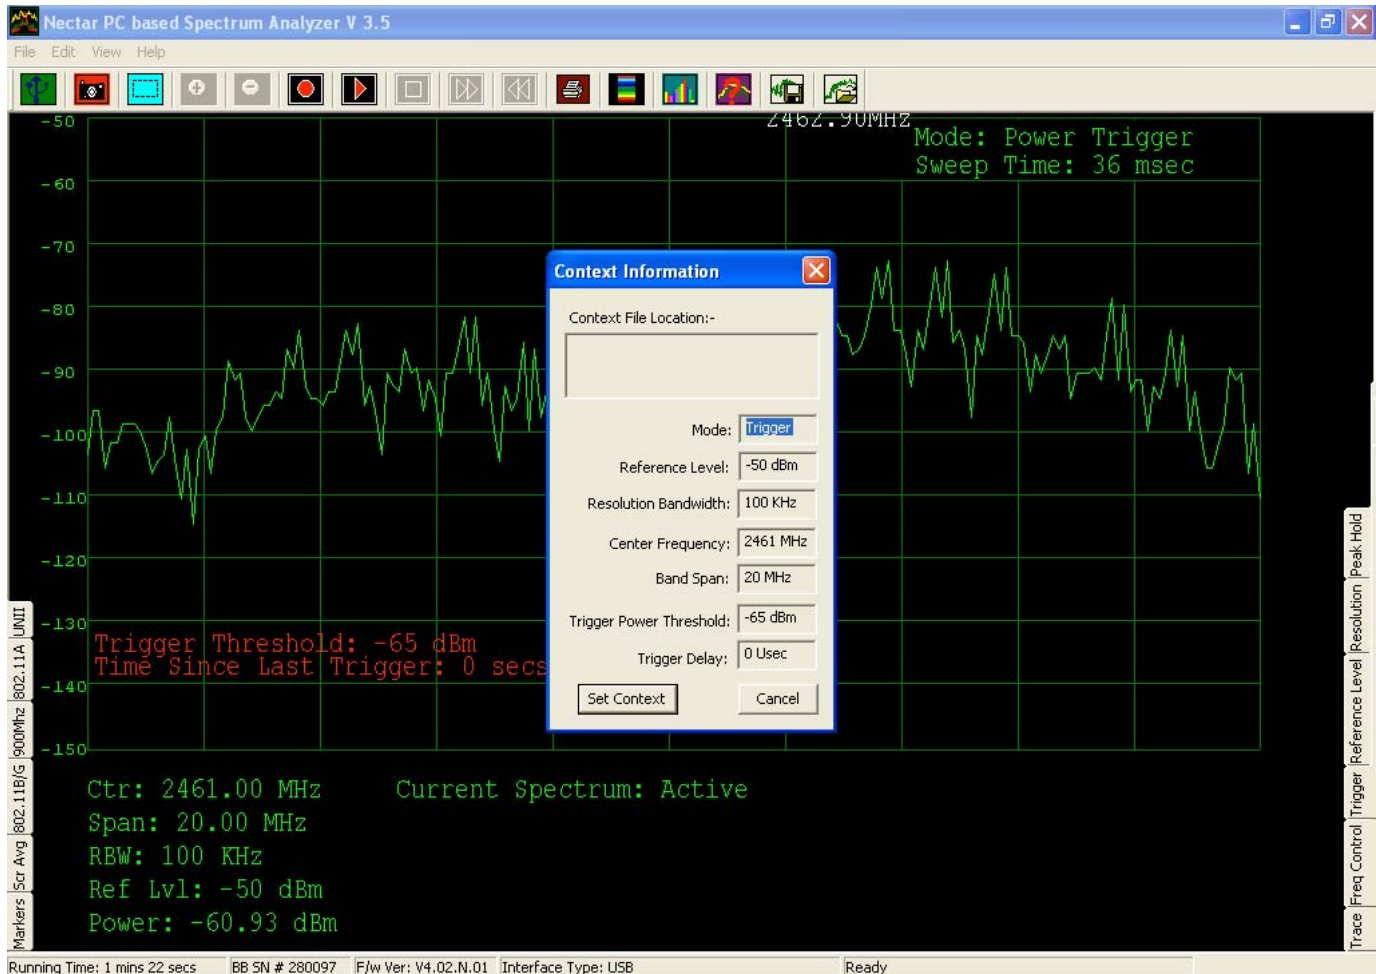 Nectar PC based Spectrum Analyzer V 3.5
File Edit View Help
2462.90MHz
Mode: Power Trigger
Sweep Time: 36 msec
-50
-60
-70
-80
-90
-100
-110
-120
-130
-140
-150
Trigger Threshold: -65 dBm
Time Since Last Trigger: 0 secs
Context Information
Context File Location:-
Mode: Trigger
Reference Level: -50 dBm
Resolution Bandwidth: 100 KHz
Center Frequency: 2461 MHz
Band Span: 20 MHz
Trigger Power Threshold: -65 dBm
Trigger Delay: 0 Usec
Set Context Cancel
UNII
802.11A
900Mhz
802.11B/G
Scr Avg
Markers
Peak Hold
Resolution
Reference Level
Trigger
Freq Control
Trace
Ctr: 2461.00 MHz Current Spectrum: Active
Span: 20.00 MHz
RBW: 100 KHz
Ref Lvl: -50 dBm
Power: -60.93 dBm
Running Time: 1 mins 22 secs BB SN # 280097 F/w Ver: V4.02.N.01 Interface Type: USB Ready